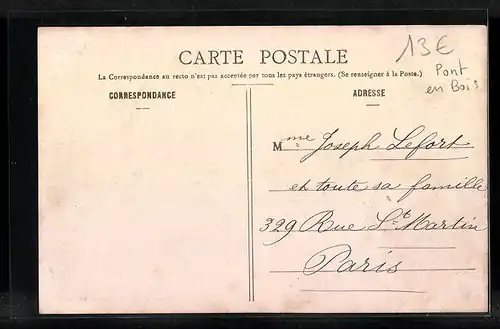 CARTE POSTALE
La Correspondance au recto n'est pas acceptée par tous les pays étrangers. (Se renseigner à la Poste.)
13€
Pont
en Bois
CORRESPONDANCE
ADRESSE
Mme Joseph Lefort
et toute sa famille
329 Rue St Martin
Paris